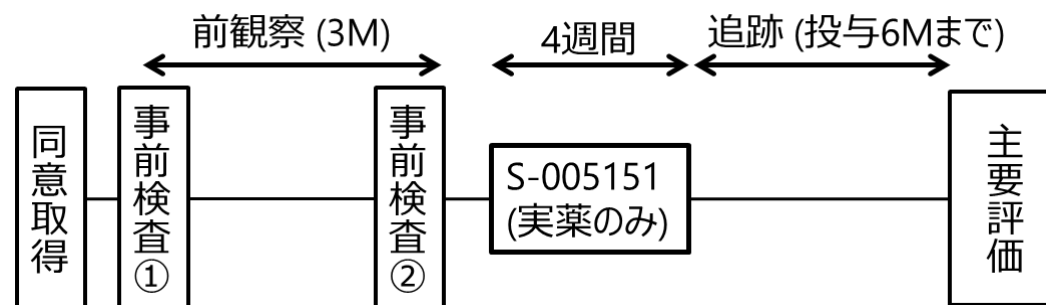 前観察 (3M)
4週間
追跡 (投与6Mまで)
同意取得
事前検査①
事前検査②
S-005151
(実薬のみ)
主要評価